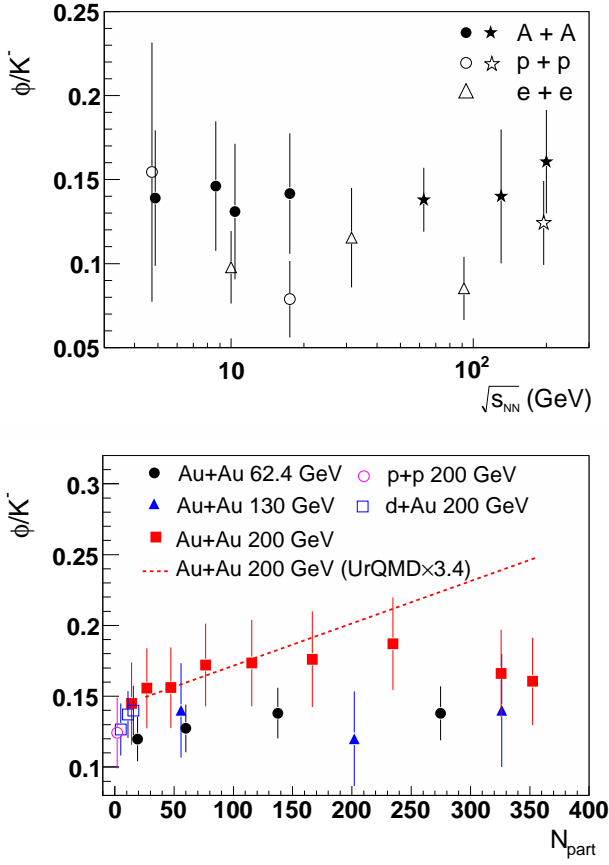 φ/K⁻
0.25
0.2
0.15
0.1
0.05
A + A
p + p
e + e
10
10²
√sNN (GeV)
φ/K⁻
0.3
0.25
0.2
0.15
0.1
Au+Au 62.4 GeV
p+p 200 GeV
Au+Au 130 GeV
d+Au 200 GeV
Au+Au 200 GeV
Au+Au 200 GeV (UrQMD×3.4)
0 50 100 150 200 250 300 350 400
Npart